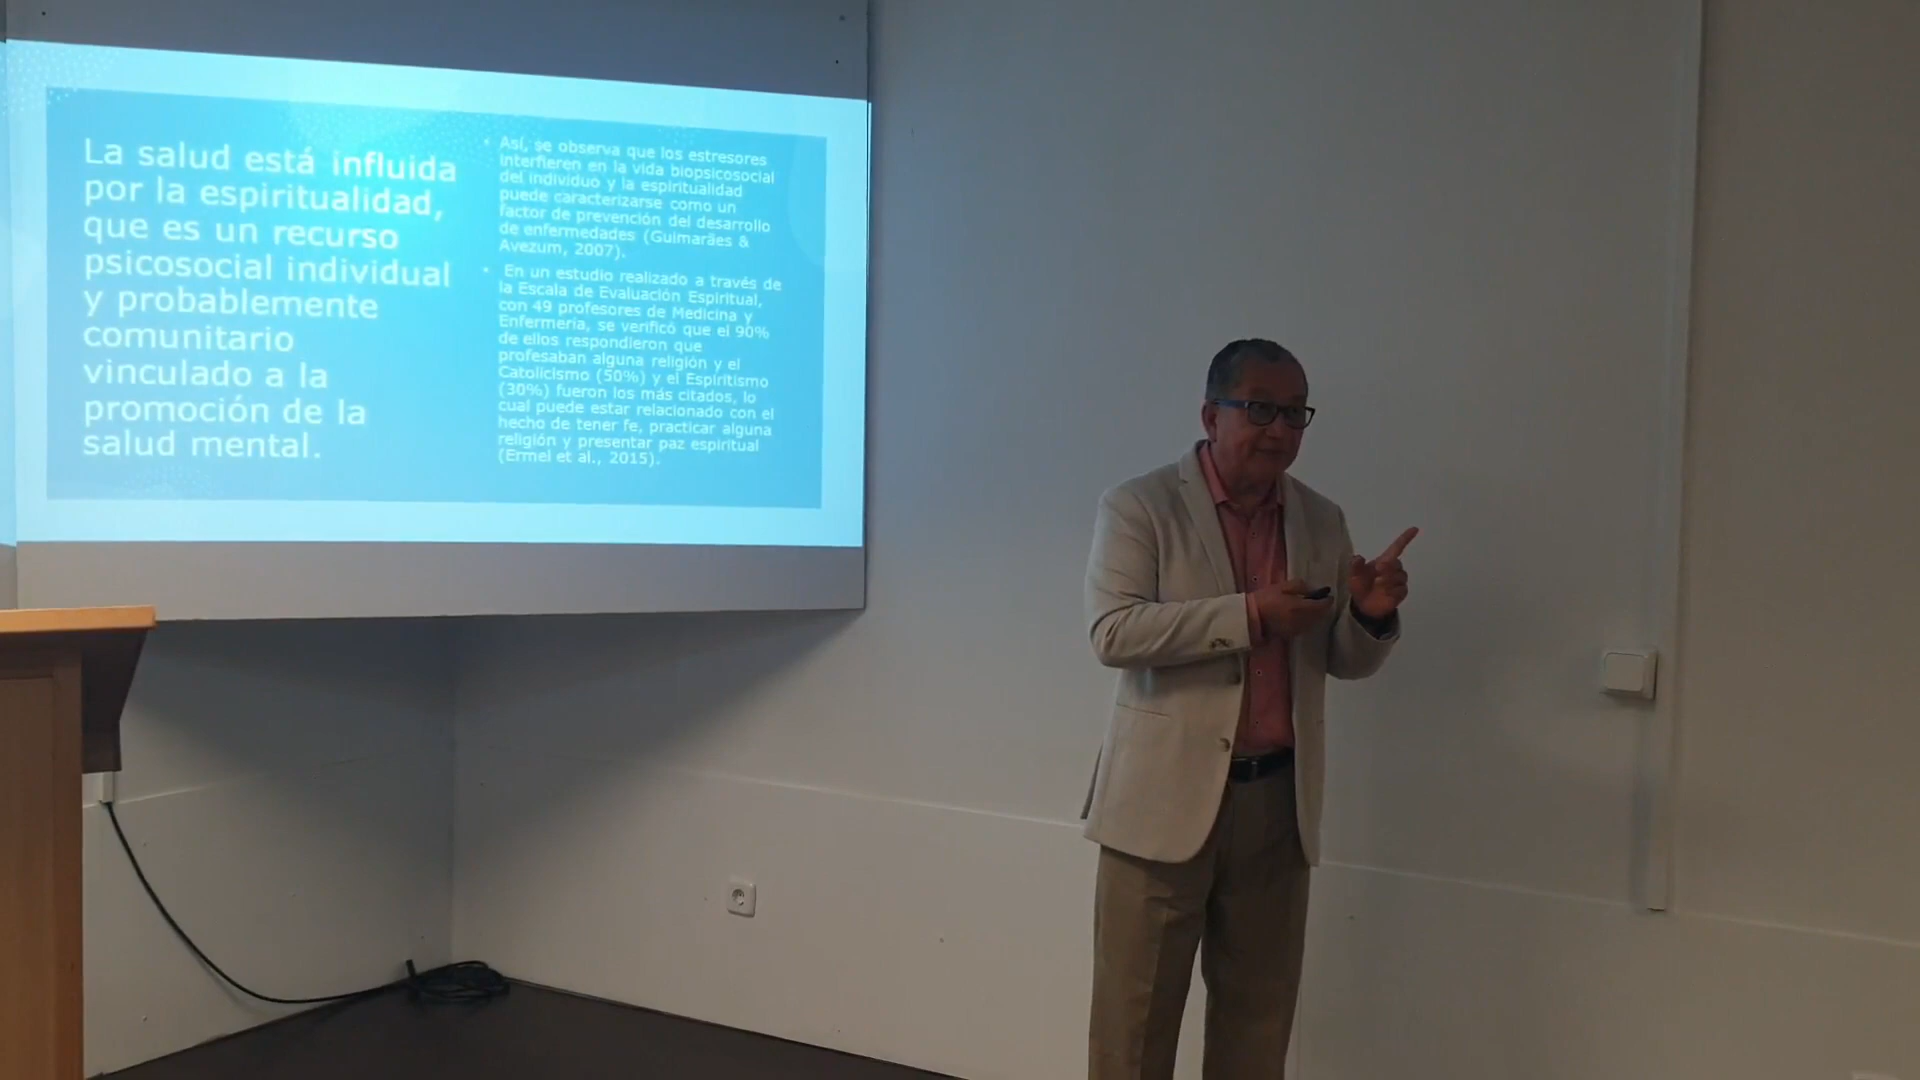 La salud está influida
por la espiritualidad,
que es un recurso
psicosocial individual
y probablemente
comunitario
vinculado a la
promoción de la
salud mental.
• Así, se observa que los estresores
interfieren en la vida biopsicosocial
del individuo y la espiritualidad
puede caracterizarse como un
factor de prevención del desarrollo
de enfermedades (Guimarães &
Avezum, 2007).
• En un estudio realizado a través de
la Escala de Evaluación Espiritual,
con 49 profesores de Medicina y
Enfermería, se verificó que el 90%
de ellos respondieron que
profesaban alguna religión y el
Catolicismo (50%) y el Espiritismo
(30%) fueron los más citados, lo
cual puede estar relacionado con el
hecho de tener fe, practicar alguna
religión y presentar paz espiritual
(Ermel et al., 2015).